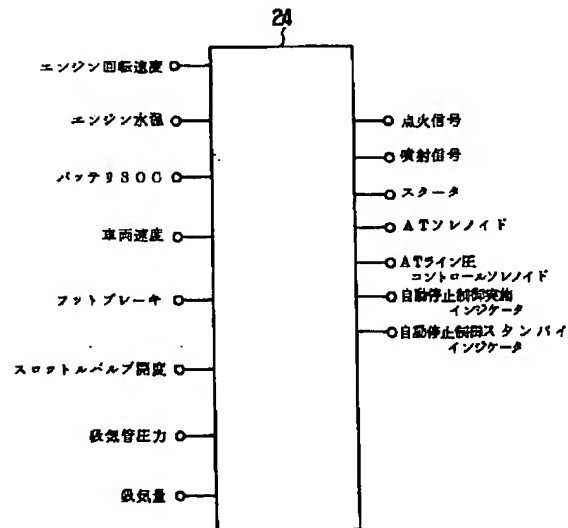 24
エンジン回転速度
エンジン水温
バッテリSOC
車両速度
フットブレーキ
スロットルバルブ開度
吸気管圧力
吸気量
点火信号
噴射信号
スタータ
ATソレノイド
ATライン圧
コントロールソレノイド
自動停止制御実施
インジケータ
自動停止制御スタンバイ
インジケータ